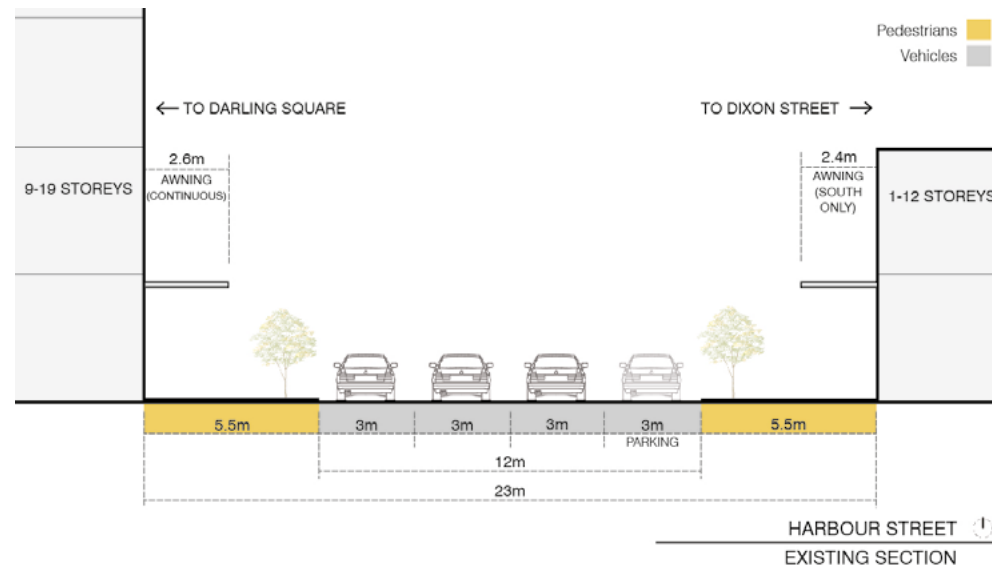 Pedestrians
Vehicles
← TO DARLING SQUARE
TO DIXON STREET →
2.6m
AWNING
(CONTINUOUS)
2.4m
AWNING
(SOUTH
ONLY)
9-19 STOREYS
1-12 STOREYS
5.5m
3m
3m
3m
3m
5.5m
PARKING
12m
23m
HARBOUR STREET
EXISTING SECTION